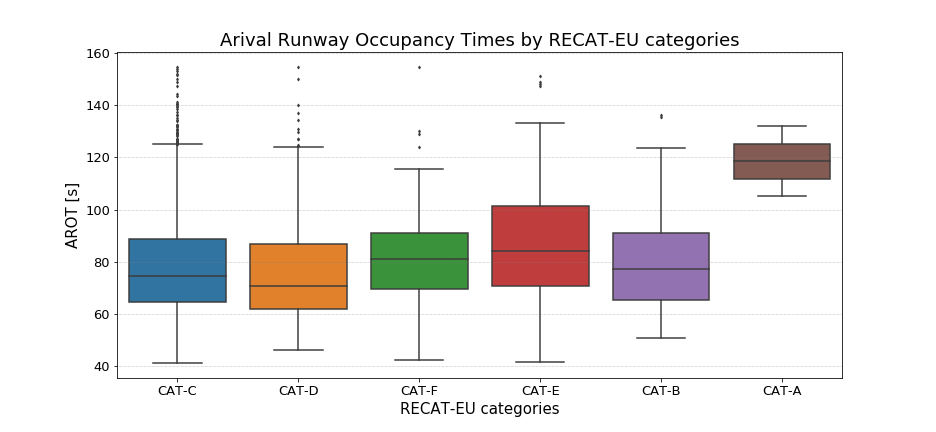 Arival Runway Occupancy Times by RECAT-EU categories
160
140
120
100
80
60
40
AROT [s]
CAT-C CAT-D CAT-F CAT-E CAT-B CAT-A
RECAT-EU categories